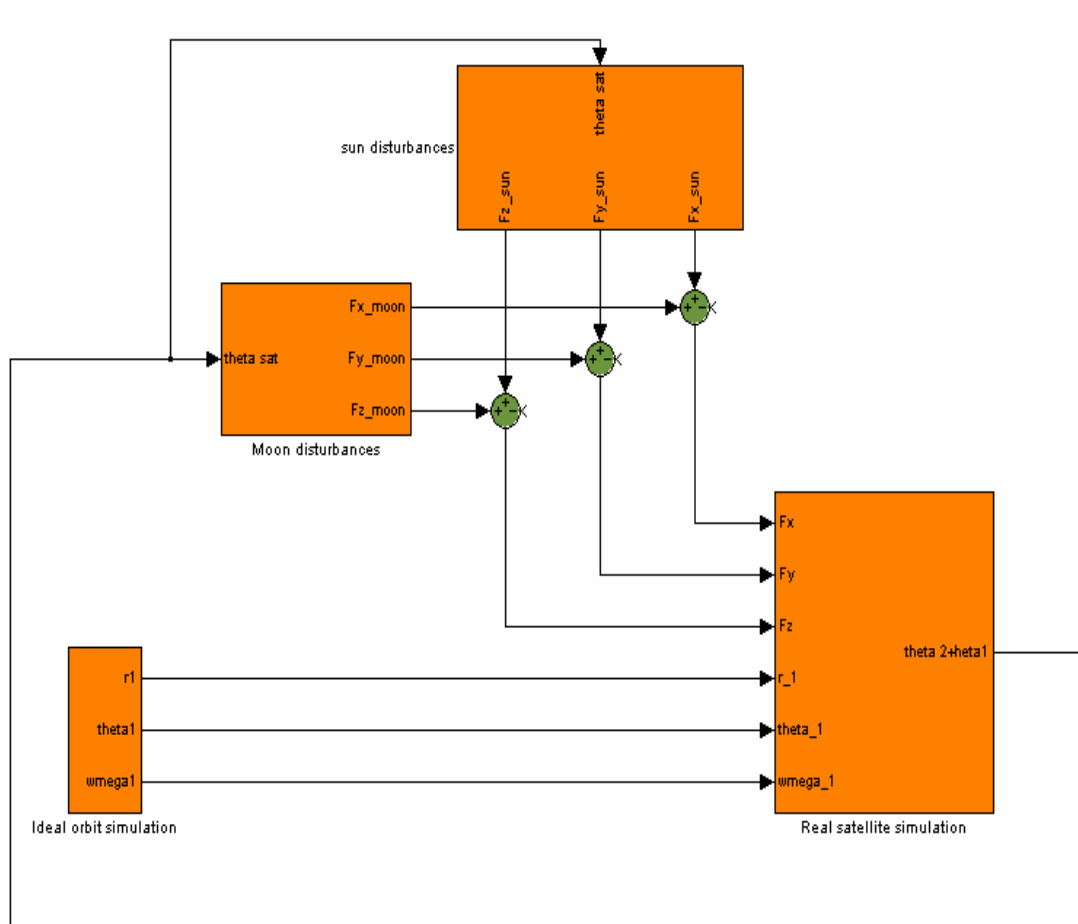 theta sat
sun disturbances
Fz_sun
Fy_sun
Fx_sun
Fx_moon
theta sat
Fy_moon
Fz_moon
Moon disturbances
Fx
Fy
Fz
theta 2+heta1
r1
r_1
theta1
theta_1
wmega1
wmega_1
Ideal orbit simulation
Real satellite simulation